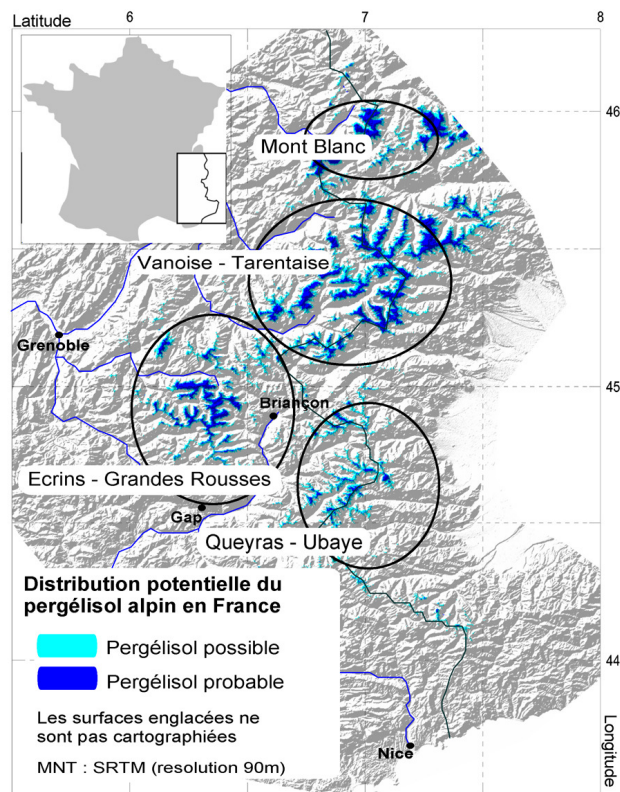 Latitude
6
7
8
46
Mont Blanc
Vanoise - Tarentaise
Grenoble
45
Briançon
Ecrins - Grandes Rousses
Gap
Queyras - Ubaye
Distribution potentielle du
pergélisol alpin en France
Pergélisol possible
Pergélisol probable
44
Les surfaces englacées ne
sont pas cartographiées
MNT : SRTM (resolution 90m)
Nice
Longitude